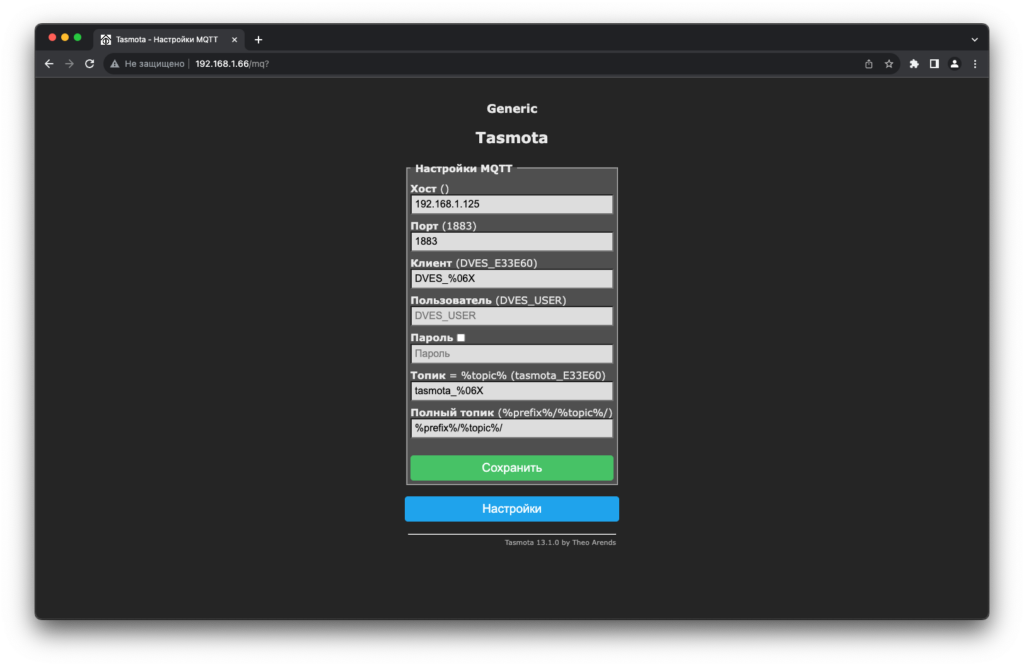 Tasmota - Настройки MQTT
Не защищено | 192.168.1.66/mq?
Generic
Tasmota
Настройки MQTT
Хост ()
192.168.1.125
Порт (1883)
1883
Клиент (DVES_E33E60)
DVES_%06X
Пользователь (DVES_USER)
DVES_USER
Пароль
Пароль
Топик = %topic% (tasmota_E33E60)
tasmota_%06X
Полный топик (%prefix%/%topic%/)
%prefix%/%topic%/
Сохранить
Настройки
Tasmota 13.1.0 by Theo Arends